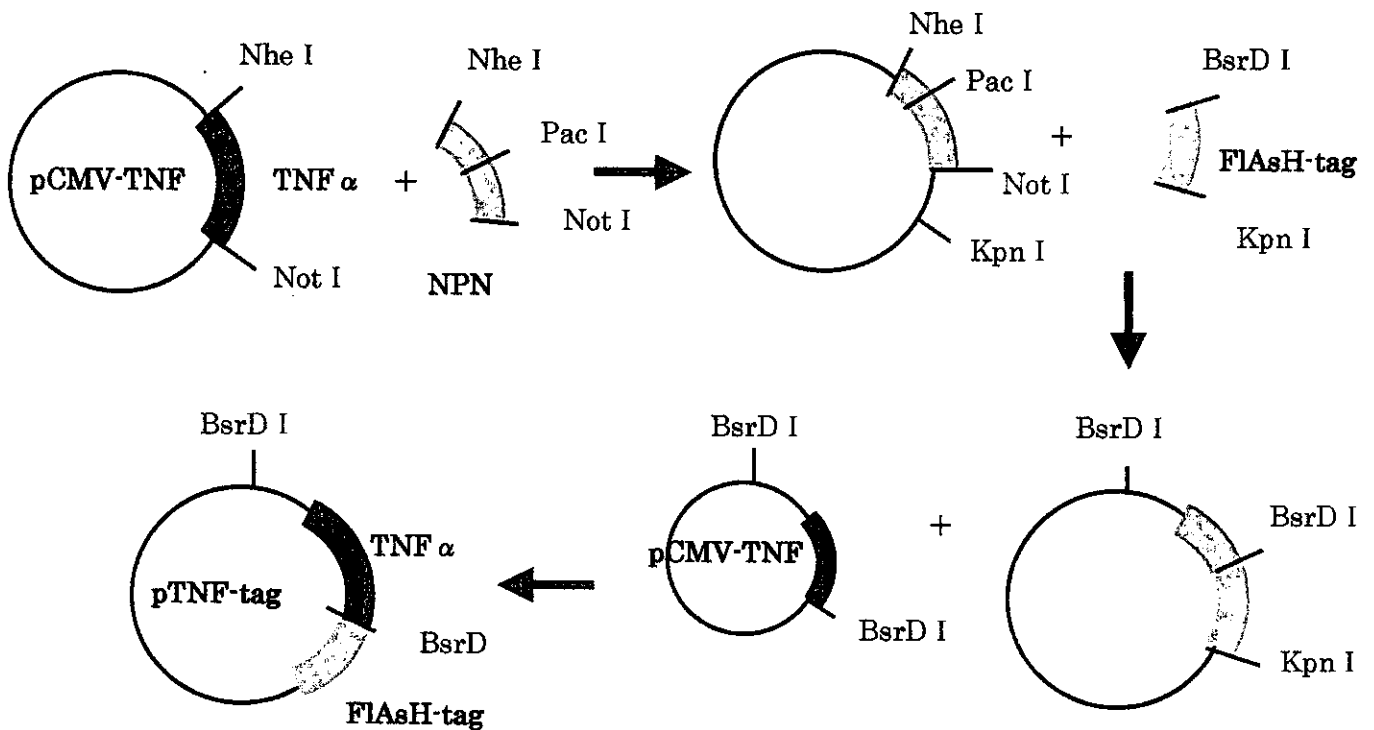 Nhe I
pCMV-TNF
TNF α
+
Not I
Nhe I
Pac I
Not I
NPN
Nhe I
Pac I
Not I
Kpn I
+
BsrD I
FlAsH-tag
Kpn I
BsrD I
TNF α
pTNF-tag
BsrD
FlAsH-tag
BsrD I
pCMV-TNF
BsrD I
+
BsrD I
BsrD I
Kpn I